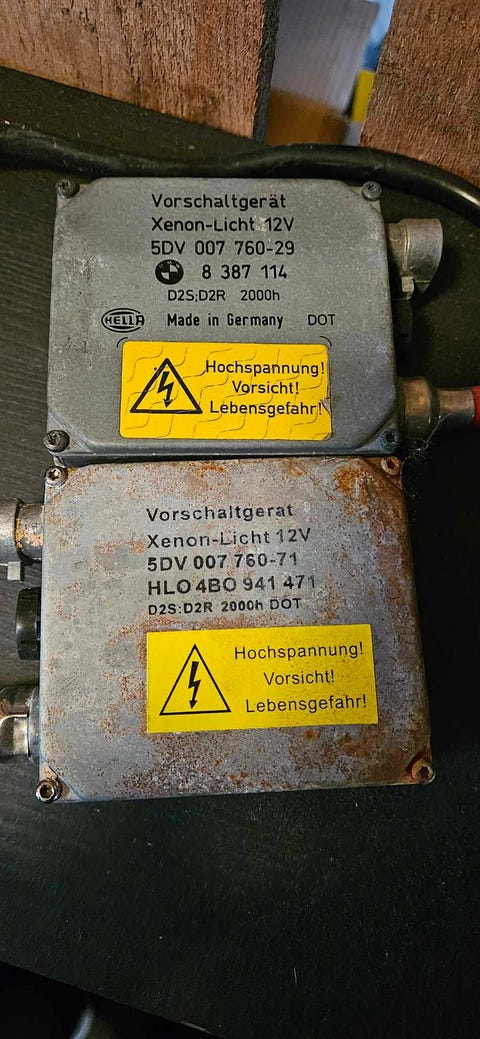 Vorschaltgerät
Xenon-Licht 12V
5DV 007 760-29
8 387 114
D2S;D2R 2000h
HELLA Made in Germany DOT
Hochspannung!
Vorsicht!
Lebensgefahr!
Vorschaltgerat
Xenon-Licht 12V
5DV 007 760-71
HLO 4BO 941 471
D2S:D2R 2000h DOT
Hochspannung!
Vorsicht!
Lebensgefahr!